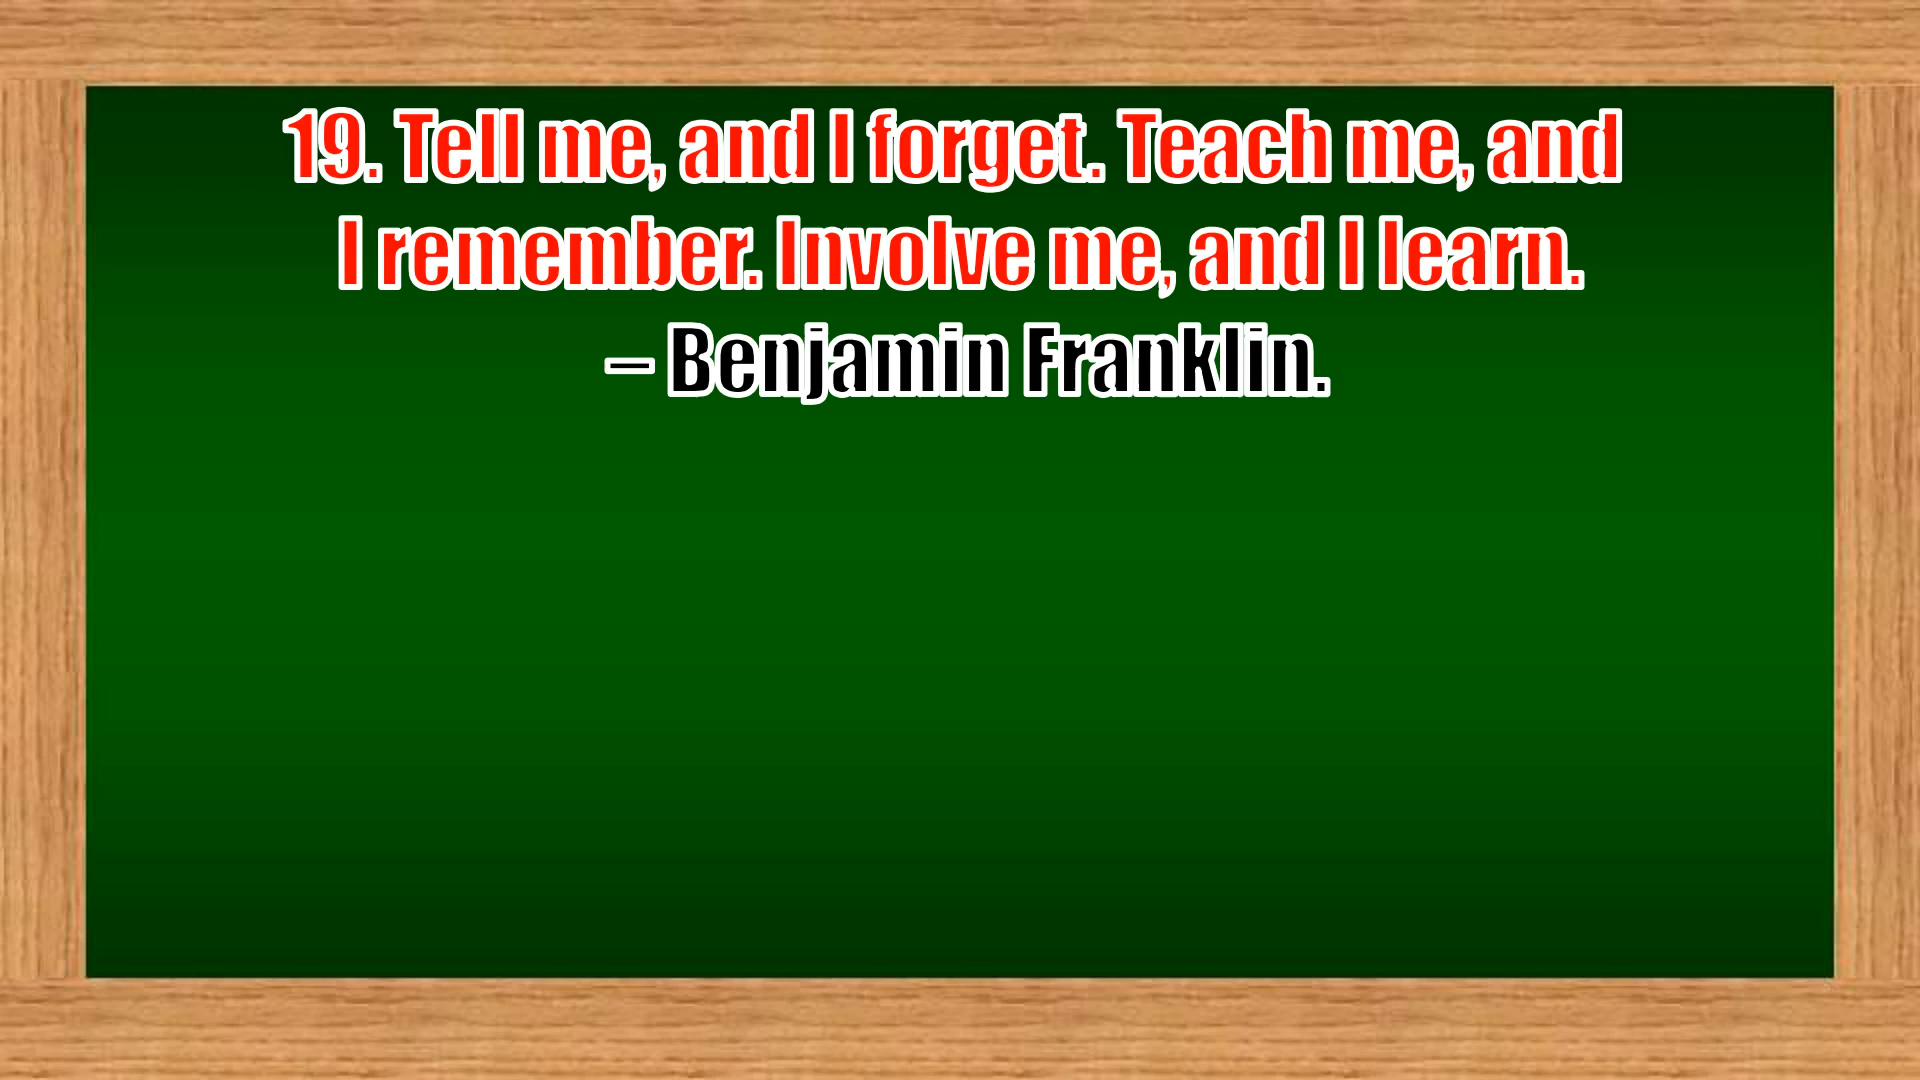 19. Tell me, and I forget. Teach me, and
I remember. Involve me, and I learn.
– Benjamin Franklin.